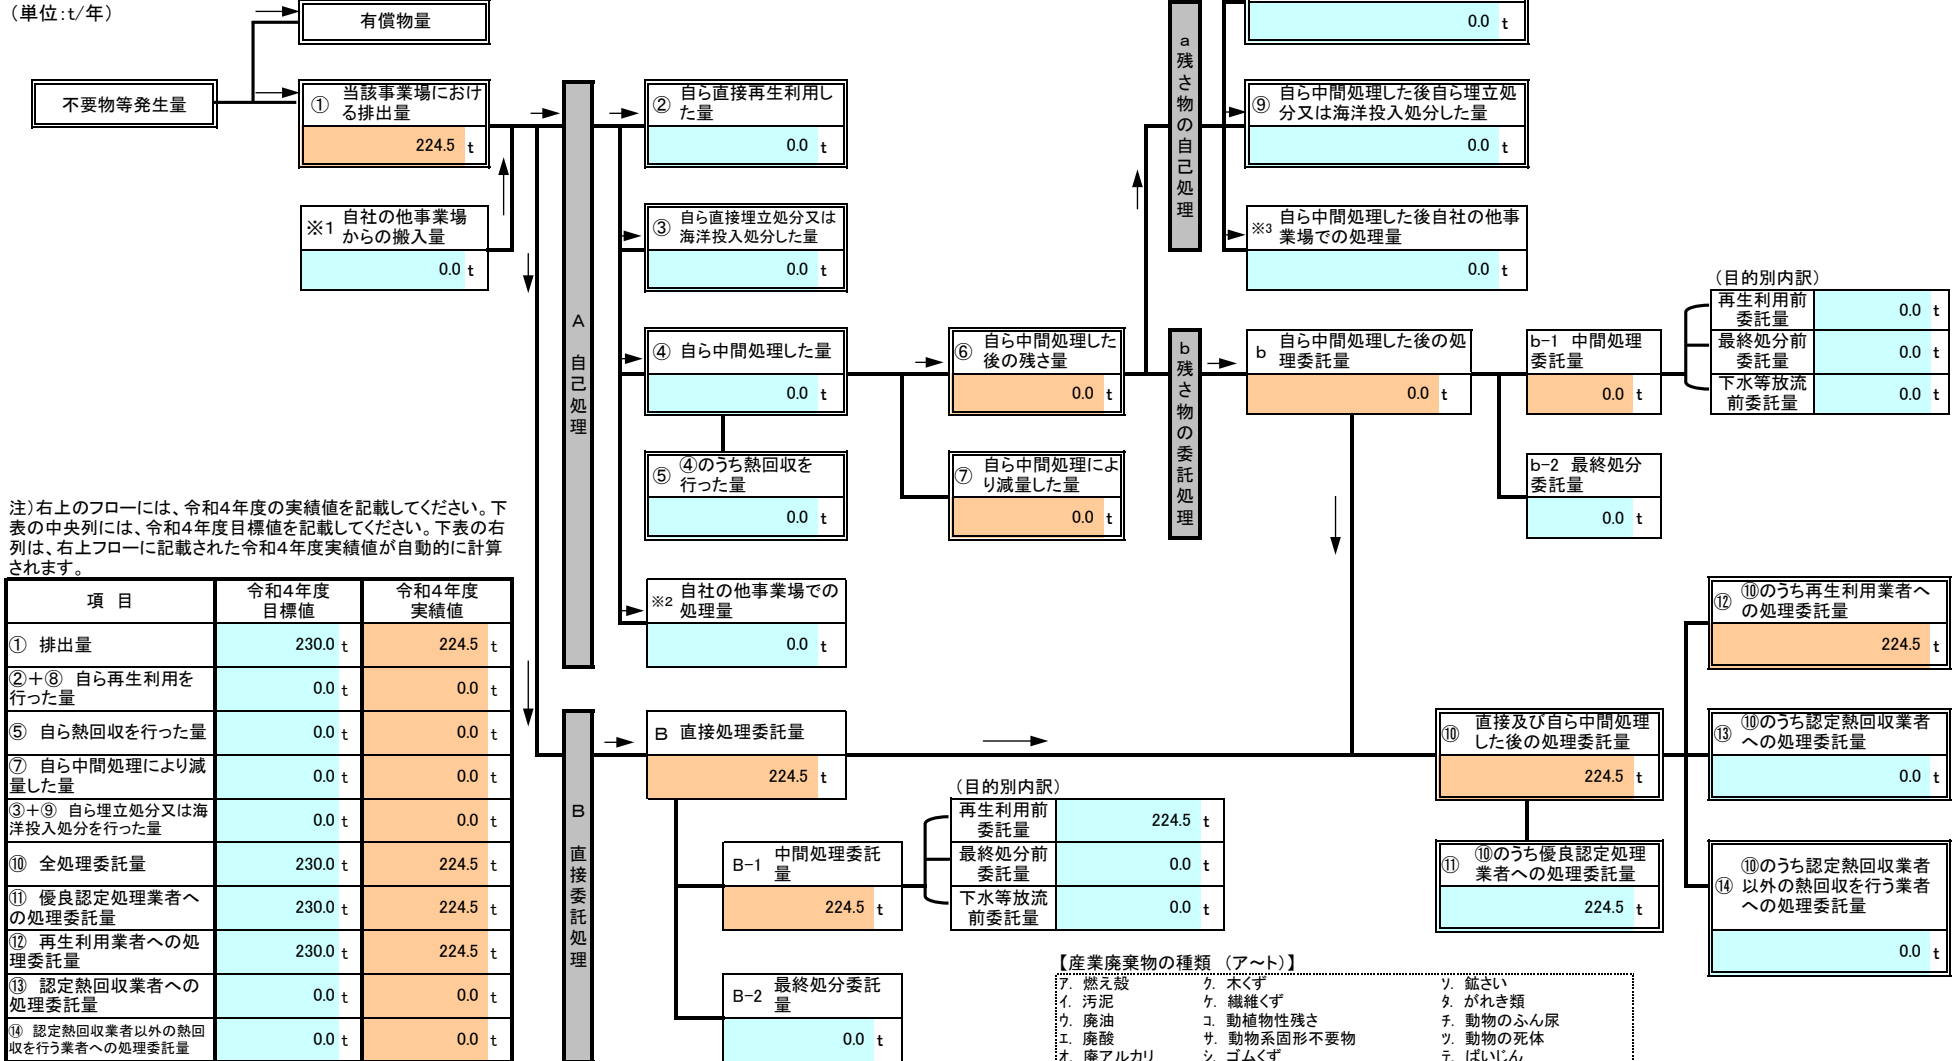 （単位：t/年）
有償物量
不要物等発生量
① 当該事業場におけ
る排出量
224.5 t
※1 自社の他事業場
からの搬入量
0.0 t
A 自己処理
② 自ら直接再生利用し
た量
0.0 t
③ 自ら直接埋立処分又は
海洋投入処分した量
0.0 t
④ 自ら中間処理した量
0.0 t
⑤ ④のうち熱回収を
行った量
0.0 t
※2 自社の他事業場での
処理量
0.0 t
⑥ 自ら中間処理した
後の残さ量
0.0 t
⑦ 自ら中間処理によ
り減量した量
0.0 t
a残さ物の自己処理
0.0 t
⑨ 自ら中間処理した後自ら埋立処
分又は海洋投入処分した量
0.0 t
※3 自ら中間処理した後自社の他事
業場での処理量
0.0 t
b残さ物の委託処理
b 自ら中間処理した後の処
理委託量
0.0 t
b-1 中間処理
委託量
0.0 t
（目的別内訳）
再生利用前
委託量 0.0 t
最終処分前
委託量 0.0 t
下水等放流
前委託量 0.0 t
b-2 最終処分
委託量
0.0 t
注）右上のフローには、令和４年度の実績値を記載してください。下
表の中央列には、令和４年度目標値を記載してください。下表の右
列は、右上フローに記載された令和４年度実績値が自動的に計算
されます。
項 目 令和４年度
目標値 令和４年度
実績値
① 排出量 230.0 t 224.5 t
②＋⑧ 自ら再生利用を
行った量 0.0 t 0.0 t
⑤ 自ら熱回収を行った量 0.0 t 0.0 t
⑦ 自ら中間処理により減
量した量 0.0 t 0.0 t
③＋⑨ 自ら埋立処分又は海
洋投入処分を行った量 0.0 t 0.0 t
⑩ 全処理委託量 230.0 t 224.5 t
⑪ 優良認定処理業者へ
の処理委託量 230.0 t 224.5 t
⑫ 再生利用業者への処
理委託量 230.0 t 224.5 t
⑬ 認定熱回収業者への
処理委託量 0.0 t 0.0 t
⑭ 認定熱回収業者以外の熱回
収を行う業者への処理委託量 0.0 t 0.0 t
B 直接委託処理
B 直接処理委託量
224.5 t
B-1 中間処理委託
量
224.5 t
（目的別内訳）
再生利用前
委託量 224.5 t
最終処分前
委託量 0.0 t
下水等放流
前委託量 0.0 t
B-2 最終処分委託
量
0.0 t
⑩ 直接及び自ら中間処理
した後の処理委託量
224.5 t
⑪ ⑩のうち優良認定処理
業者への処理委託量
224.5 t
⑫ ⑩のうち再生利用業者へ
の処理委託量
224.5 t
⑬ ⑩のうち認定熱回収業者
への処理委託量
0.0 t
⑭ ⑩のうち認定熱回収業者
以外の熱回収を行う業者
への処理委託量
0.0 t
【産業廃棄物の種類 （ア～ト）】
ｱ. 燃え殻 ｸ. 木くず ｿ. 鉱さい
ｲ. 汚泥 ｹ. 繊維くず ﾀ. がれき類
ｳ. 廃油 ｺ. 動植物性残さ ﾁ. 動物のふん尿
ｴ. 廃酸 ｻ. 動物系固形不要物 ﾂ. 動物の死体
ｵ. 廃アルカリ ｼ. ゴムくず ﾃ. ばいじん